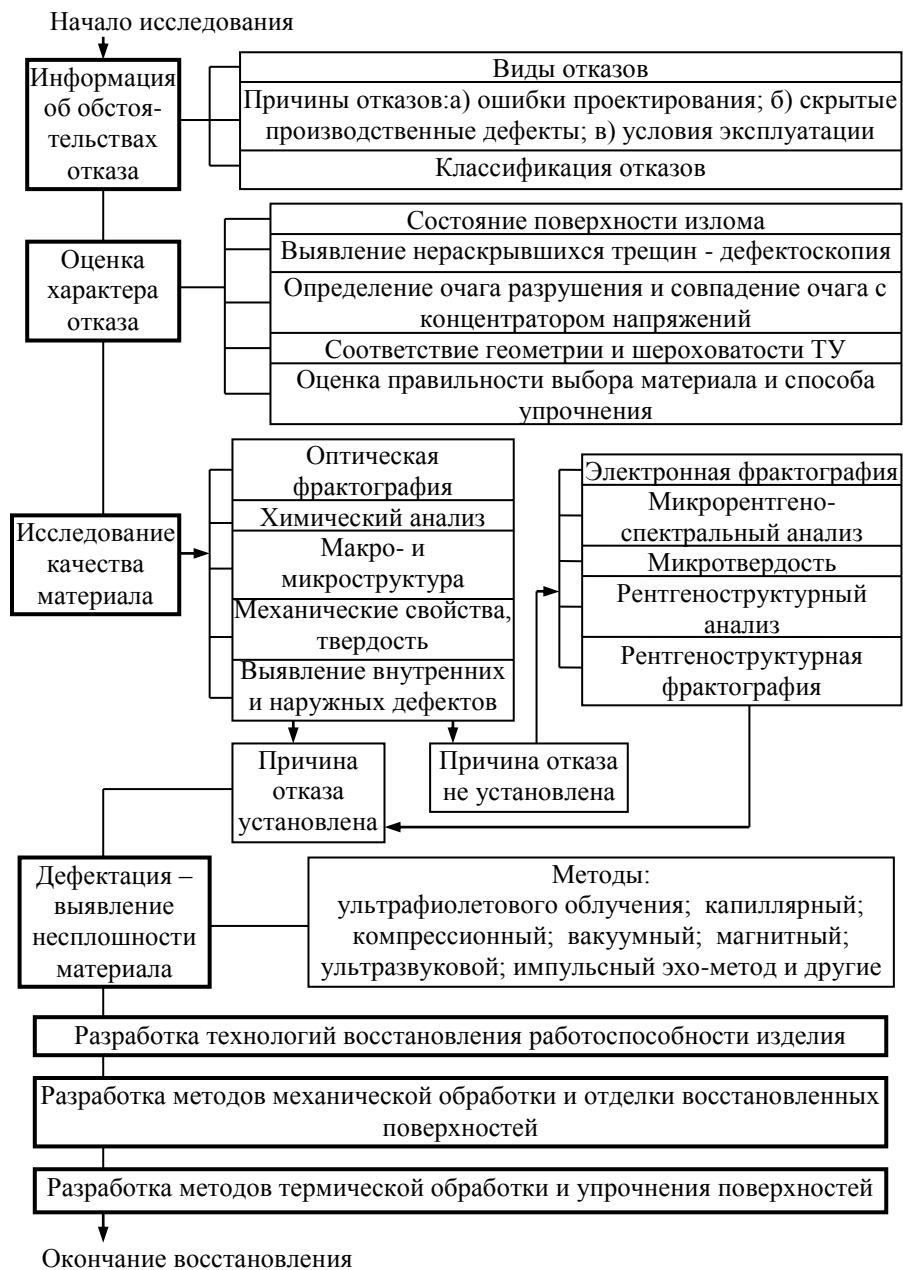 Начало исследования
Информация
об обстоя-
тельствах
отказа
Виды отказов
Причины отказов:а) ошибки проектирования; б) скрытые
производственные дефекты; в) условия эксплуатации
Классификация отказов
Оценка
характера
отказа
Состояние поверхности излома
Выявление нераскрывшихся трещин - дефектоскопия
Определение очага разрушения и совпадение очага с
концентратором напряжений
Соответствие геометрии и шероховатости ТУ
Оценка правильности выбора материала и способа
упрочнения
Исследование
качества
материала
Оптическая
фрактография
Химический анализ
Макро- и
микроструктура
Механические свойства,
твердость
Выявление внутренних
и наружных дефектов
Электронная фрактография
Микрорентгено-
спектральный анализ
Микротвердость
Рентгеноструктурный
анализ
Рентгеноструктурная
фрактография
Причина
отказа
установлена
Причина отказа
не установлена
Дефектация –
выявление
несплошности
материала
Методы:
ультрафиолетового облучения; капиллярный;
компрессионный; вакуумный; магнитный;
ультразвуковой; импульсный эхо-метод и другие
Разработка технологий восстановления работоспособности изделия
Разработка методов механической обработки и отделки восстановленных
поверхностей
Разработка методов термической обработки и упрочнения поверхностей
Окончание восстановления